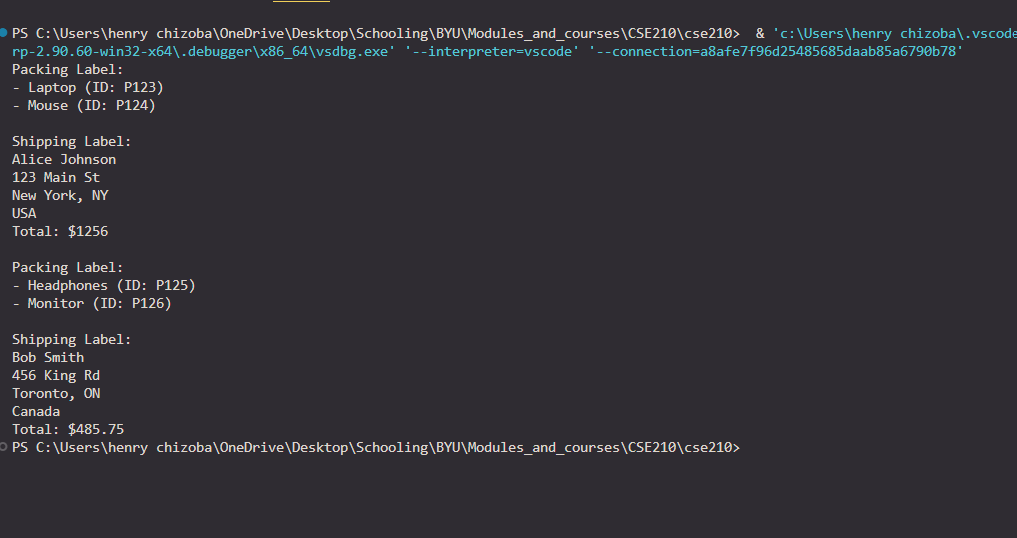 PS C:\Users\henry chizoba\OneDrive\Desktop\Schooling\BYU\Modules_and_courses\CSE210\cse210>  & 'c:\Users\henry chizoba\.vscode
rp-2.90.60-win32-x64\.debugger\x86_64\vsdbg.exe' '--interpreter=vscode' '--connection=a8afe7f96d25485685daab85a6790b78'
Packing Label:
- Laptop (ID: P123)
- Mouse (ID: P124)

Shipping Label:
Alice Johnson
123 Main St
New York, NY
USA
Total: $1256

Packing Label:
- Headphones (ID: P125)
- Monitor (ID: P126)

Shipping Label:
Bob Smith
456 King Rd
Toronto, ON
Canada
Total: $485.75
PS C:\Users\henry chizoba\OneDrive\Desktop\Schooling\BYU\Modules_and_courses\CSE210\cse210>